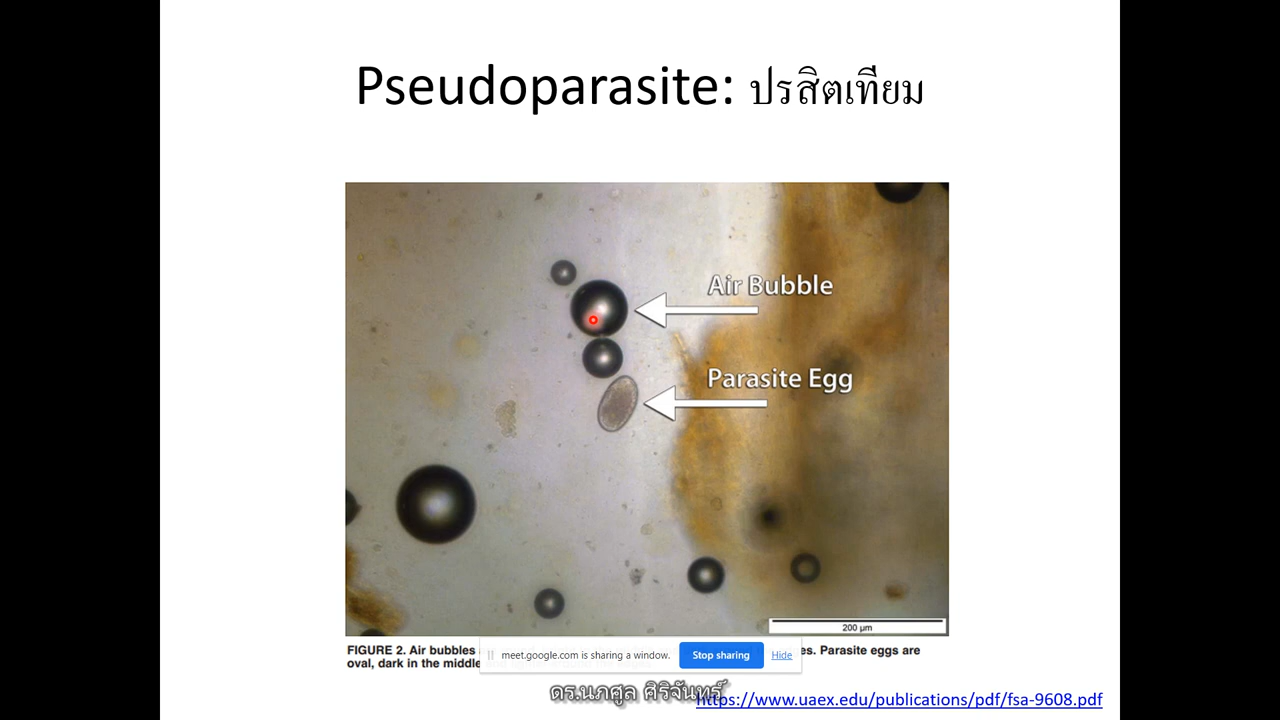 Pseudoparasite: ปรสิตเทียม
Air Bubble
Parasite Egg
200 µm
FIGURE 2. Air bubbles
es. Parasite eggs are
oval, dark in the middle
meet.google.com is sharing a window.
Stop sharing
Hide
ดร.นภศูล ศิริจันทร์
https://www.uaex.edu/publications/pdf/fsa-9608.pdf